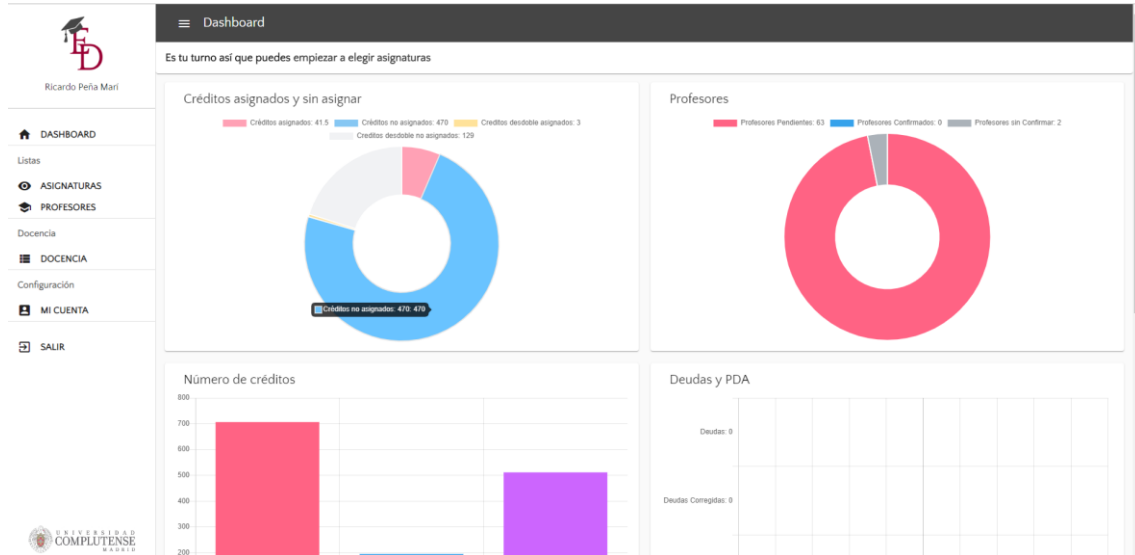 ED
Ricardo Peña Marí
DASHBOARD
Listas
ASIGNATURAS
PROFESORES
Docencia
DOCENCIA
Configuración
MI CUENTA
SALIR
UNIVERSIDAD
COMPLUTENSE
MADRID
Dashboard
Es tu turno así que puedes empiezar a elegir asignaturas
Créditos asignados y sin asignar
Créditos asignados: 41.5 Créditos no asignados: 470 Creditos desdoble asignados: 3
Creditos desdoble no asignados: 129
Créditos no asignados: 470: 470
Profesores
Profesores Pendientes: 63 Profesores Confirmados: 0 Profesores sin Confirmar: 2
Número de créditos
800
700
600
500
400
300
200
Deudas y PDA
Deudas: 0
Deudas Corregidas: 0